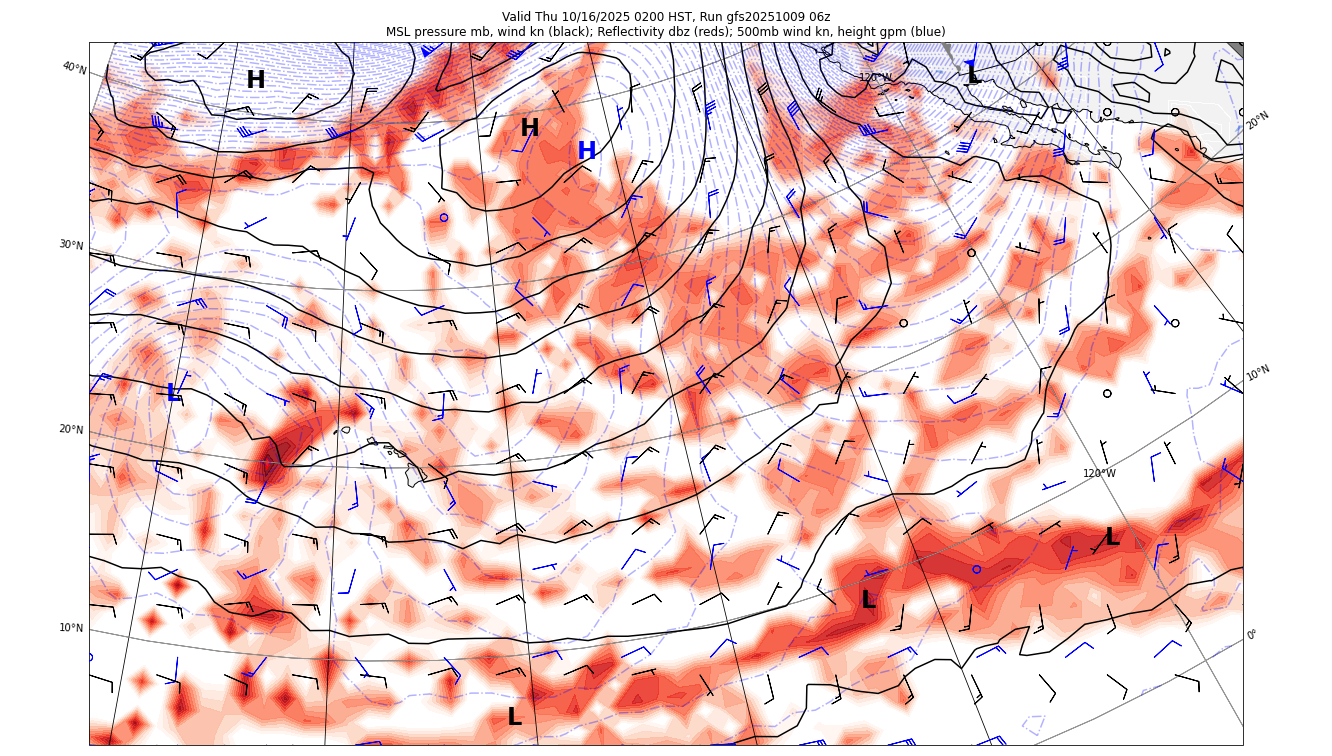 Valid Thu 10/16/2025 0200 HST, Run gfs20251009 06z
MSL pressure mb, wind kn (black); Reflectivity dbz (reds); 500mb wind kn, height gpm (blue)
40°N
H
120°W
L
20°N
H
H
30°N
L
10°N
20°N
120°W
L
L
10°N
0°
L